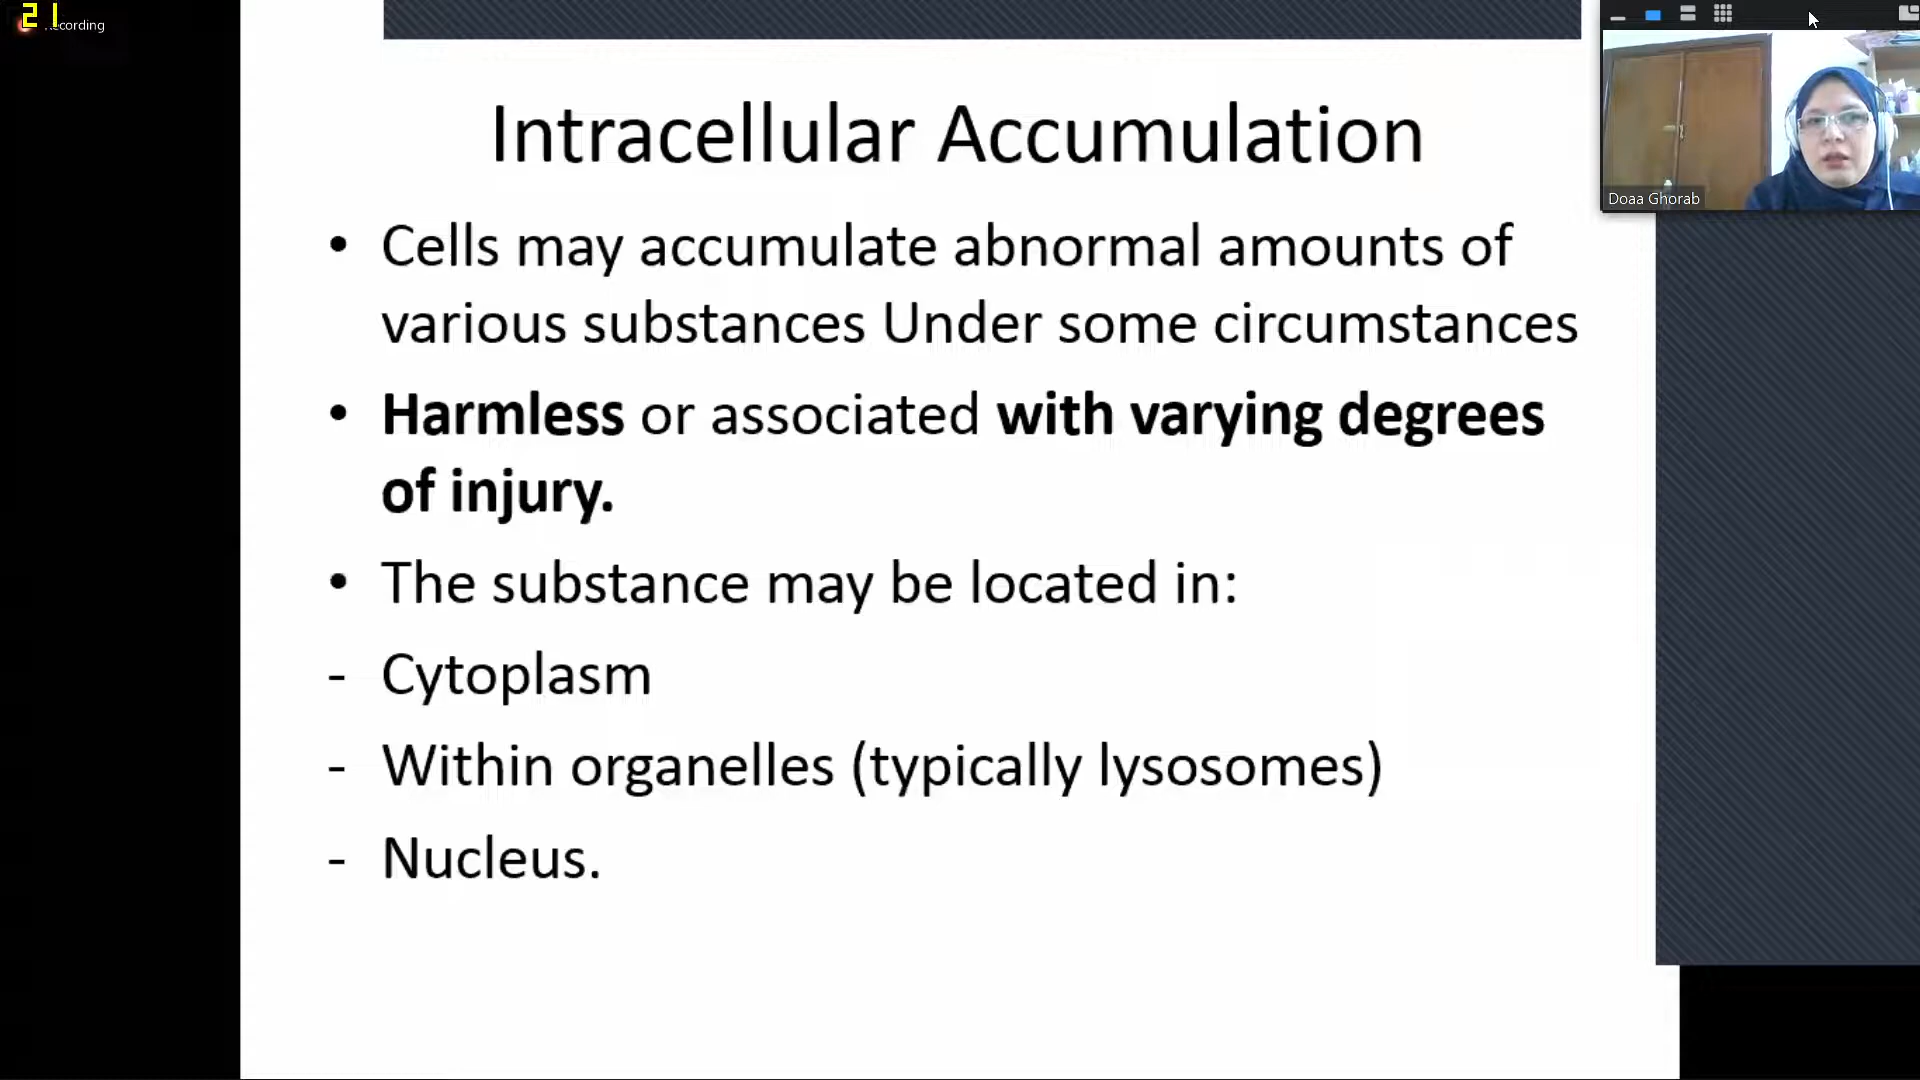 21
Recording
Doaa Ghorab
Intracellular Accumulation
• Cells may accumulate abnormal amounts of
various substances Under some circumstances
• Harmless or associated with varying degrees
of injury.
• The substance may be located in:
- Cytoplasm
- Within organelles (typically lysosomes)
- Nucleus.